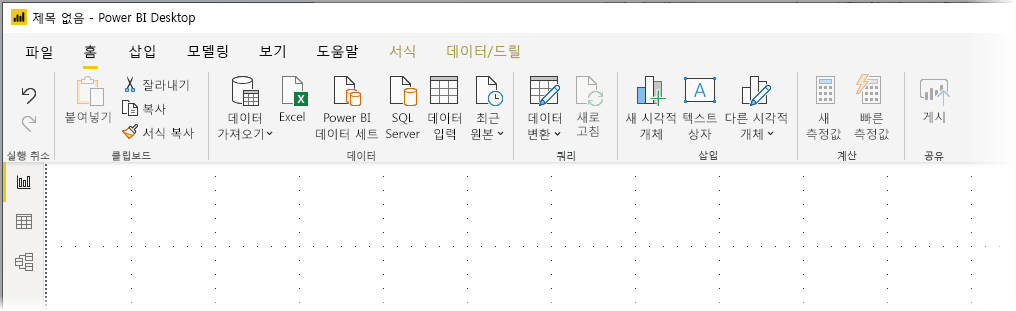 제목 없음 - Power BI Desktop
파일 홈 삽입 모델링 보기 도움말 서식 데이터/드릴
붙여넣기
잘라내기
복사
서식 복사
데이터
가져오기
Excel
Power BI
데이터 세트
SQL
Server
데이터
입력
최근
원본
데이터
변환
새로
고침
새 시각적
개체
텍스트
상자
다른 시각적
개체
새
측정값
빠른
측정값
게시
실행 취소 클립보드 데이터 쿼리 삽입 계산 공유